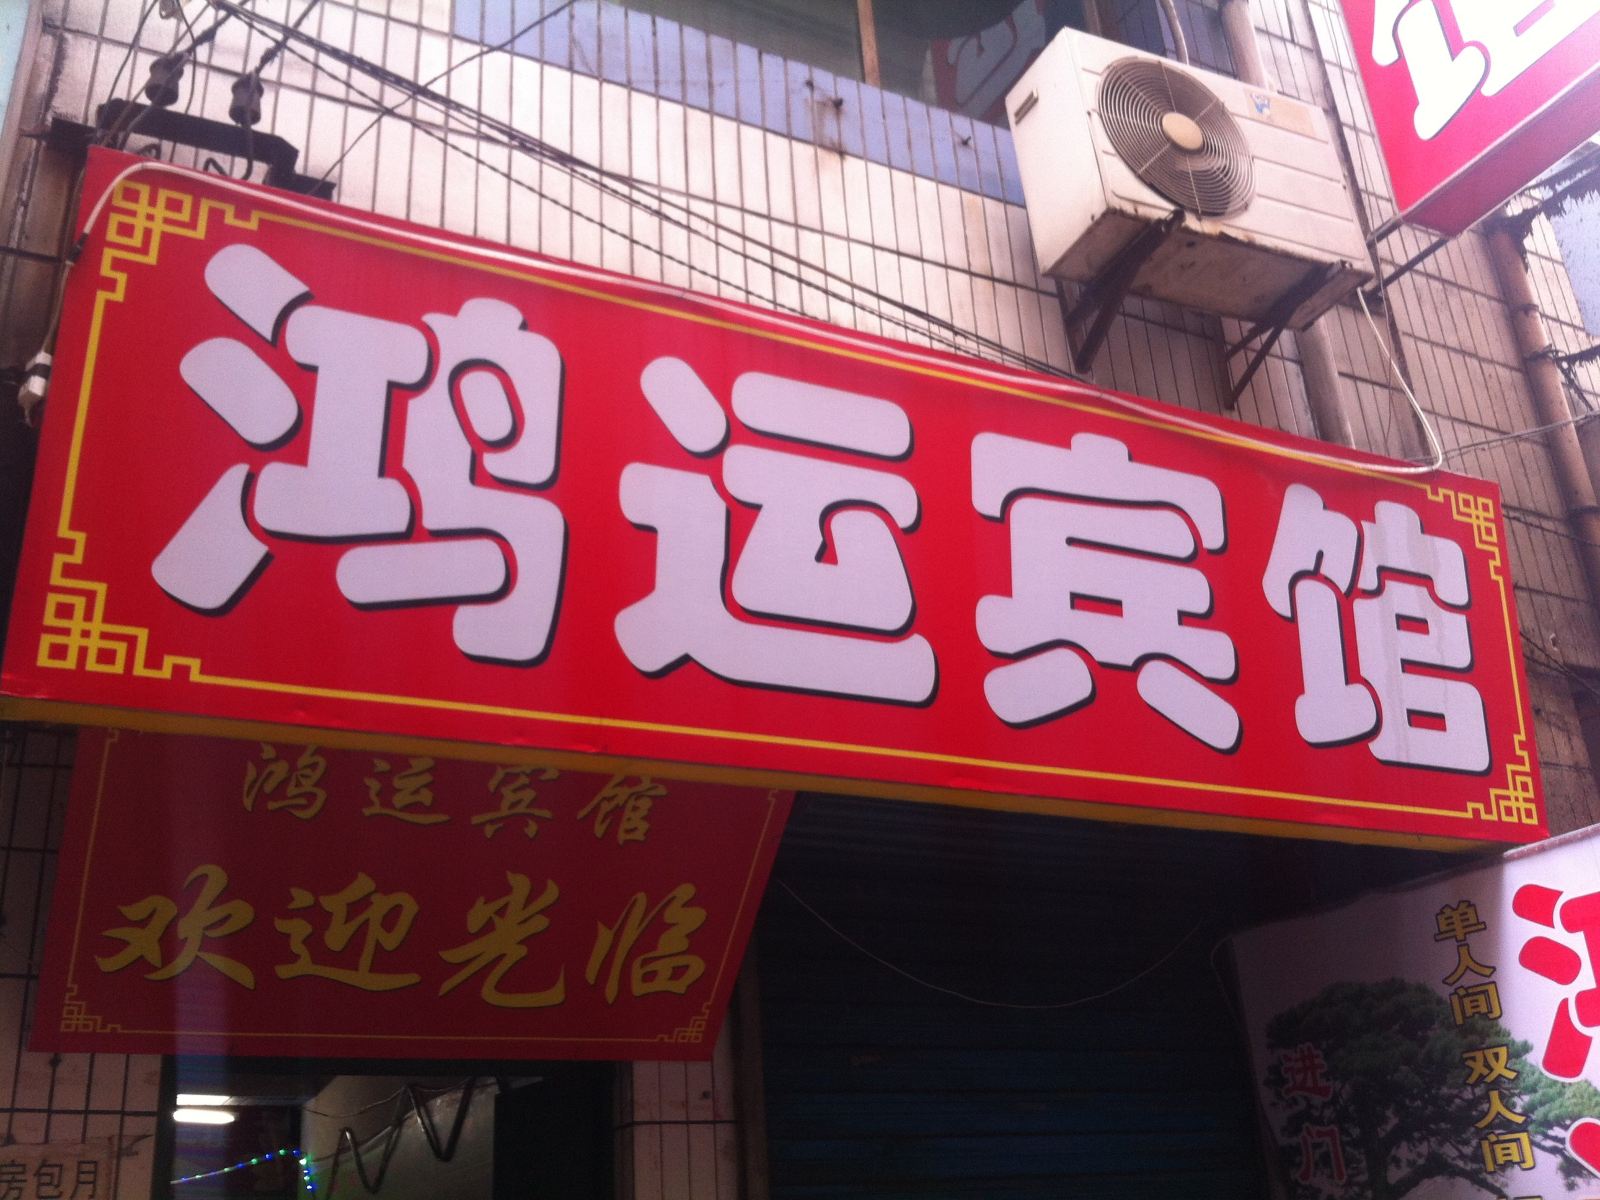 鸿运宾馆
鸿运宾馆
欢迎光临
单人间 双人间
进门
房包月